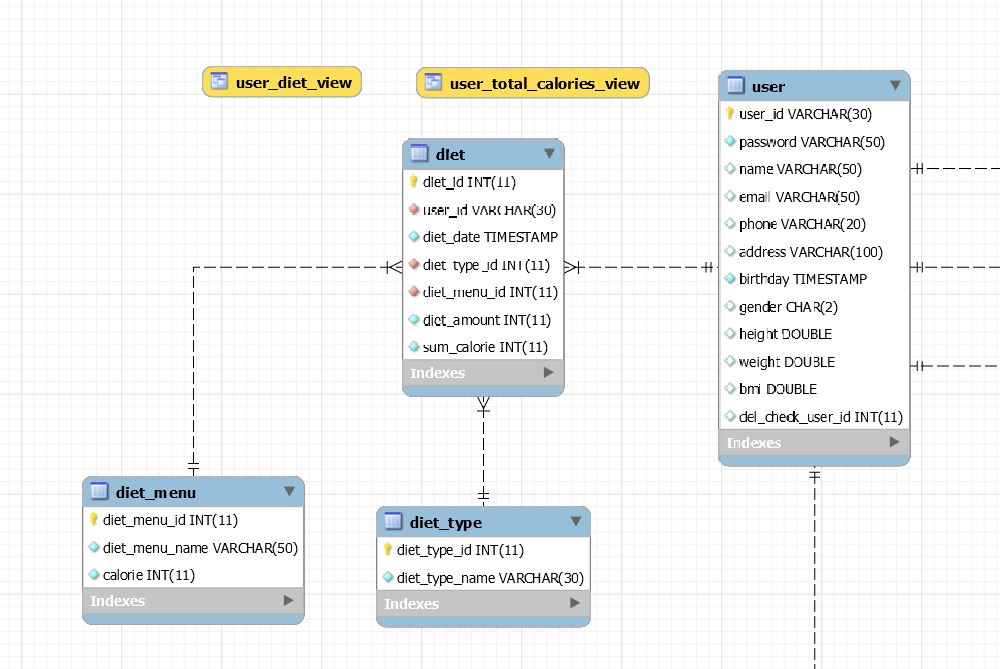 user_diet_view
user_total_calories_view
user
user_id VARCHAR(30)
password VARCHAR(50)
name VARCHAR(50)
email VARCHAR(50)
phone VARCHAR(20)
address VARCHAR(100)
birthday TIMESTAMP
gender CHAR(2)
height DOUBLE
weight DOUBLE
bmi DOUBLE
del_check_user_id INT(11)
Indexes
diet
diet_id INT(11)
user_id VARCHAR(30)
diet_date TIMESTAMP
diet_type_id INT(11)
diet_menu_id INT(11)
diet_amount INT(11)
sum_calorie INT(11)
Indexes
diet_menu
diet_menu_id INT(11)
diet_menu_name VARCHAR(50)
calorie INT(11)
Indexes
diet_type
diet_type_id INT(11)
diet_type_name VARCHAR(30)
Indexes